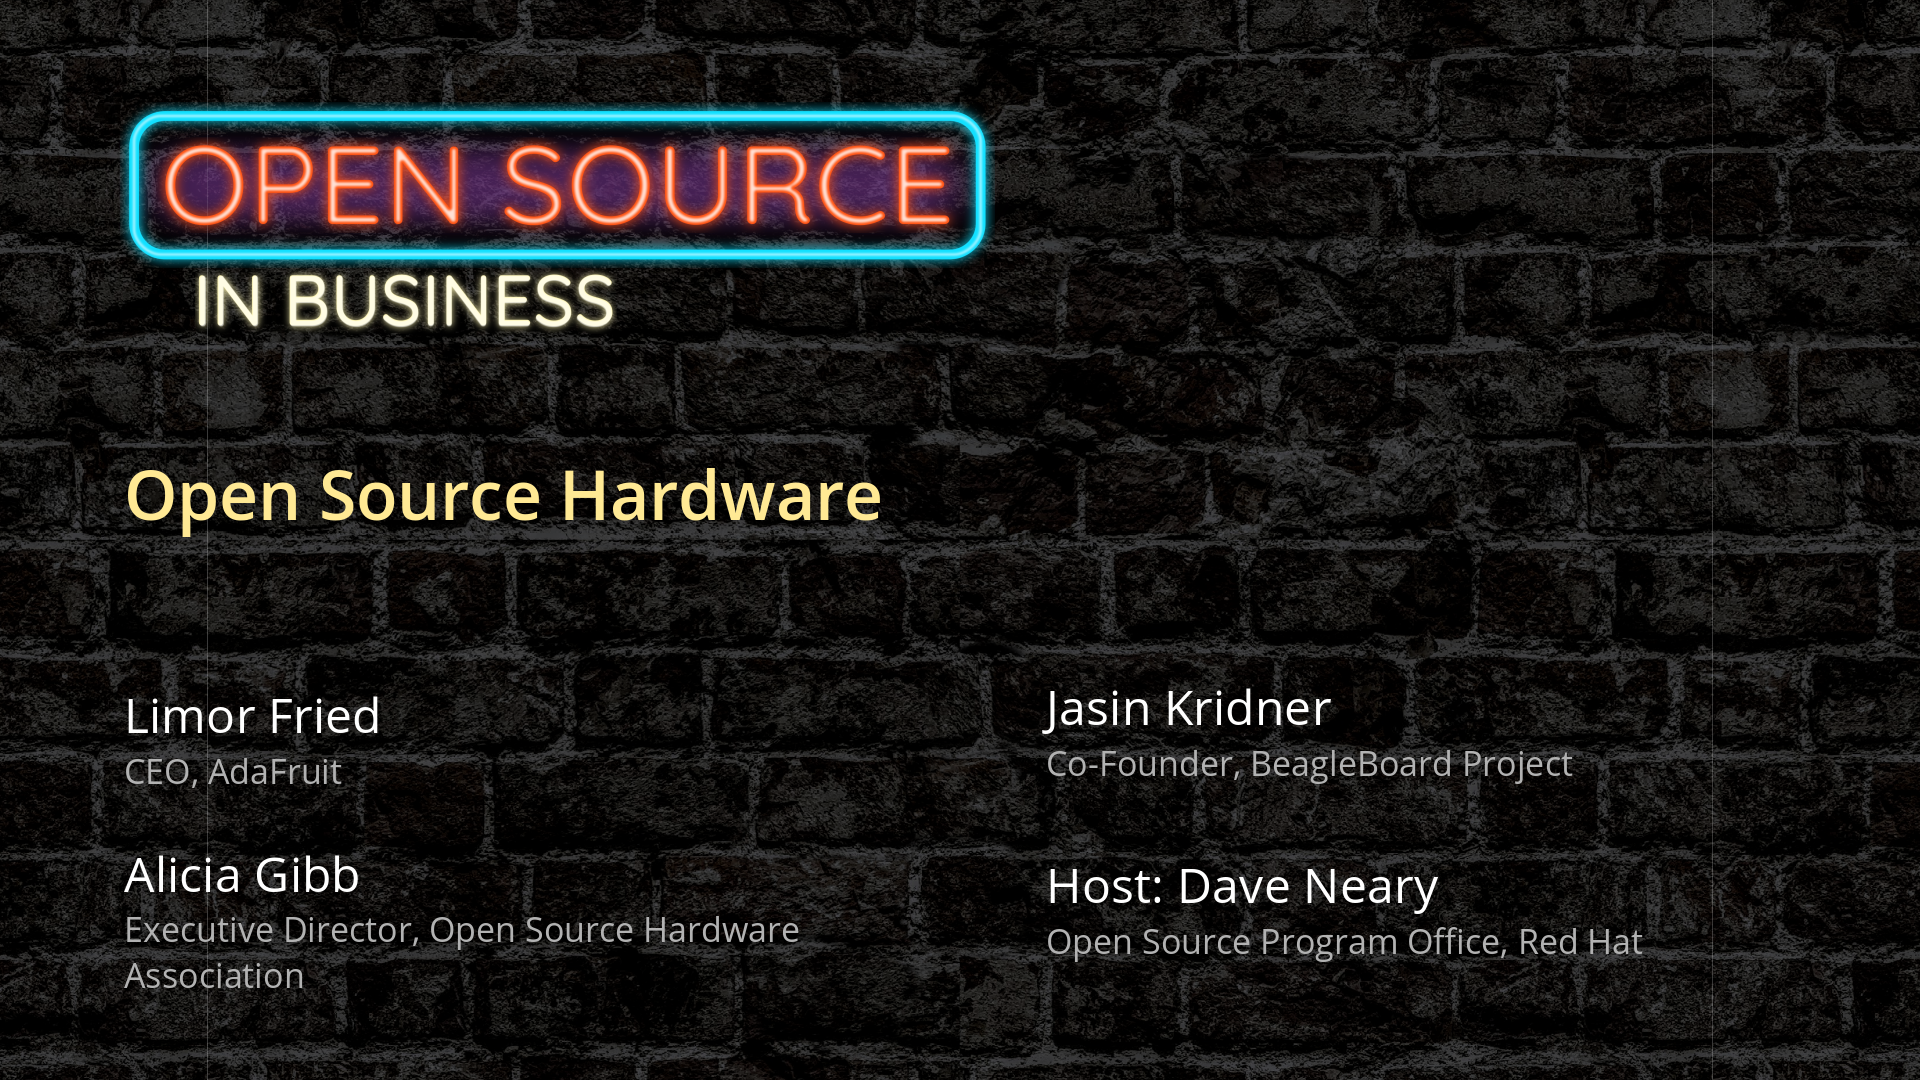 OPEN SOURCE
IN BUSINESS
Open Source Hardware
Limor Fried
CEO, AdaFruit
Alicia Gibb
Executive Director, Open Source Hardware
Association
Jasin Kridner
Co-Founder, BeagleBoard Project
Host: Dave Neary
Open Source Program Office, Red Hat